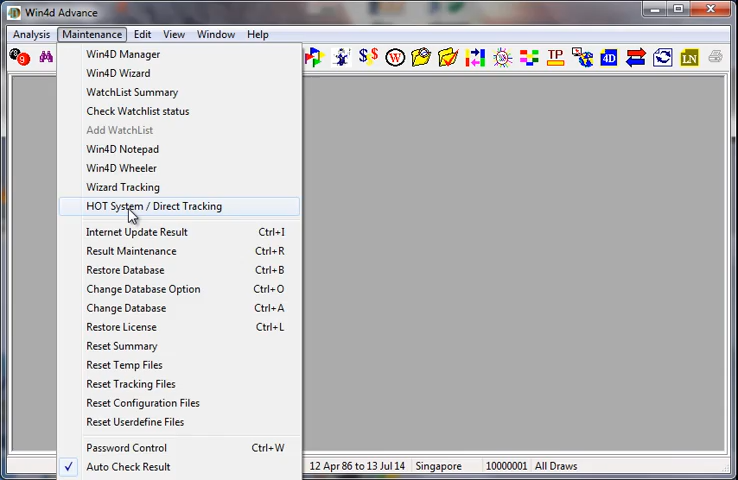 Win4d Advance
Analysis Maintenance Edit View Window Help
9 W TP 4D LN
Win4D Manager
Win4D Wizard
WatchList Summary
Check Watchlist status
Add WatchList
Win4D Notepad
Win4D Wheeler
Wizard Tracking
HOT System / Direct Tracking
Internet Update Result Ctrl+I
Result Maintenance Ctrl+R
Restore Database Ctrl+B
Change Database Option Ctrl+O
Change Database Ctrl+A
Restore License Ctrl+L
Reset Summary
Reset Temp Files
Reset Tracking Files
Reset Configuration Files
Reset Userdefine Files
Password Control Ctrl+W
Auto Check Result
12 Apr 86 to 13 Jul 14 Singapore 10000001 All Draws